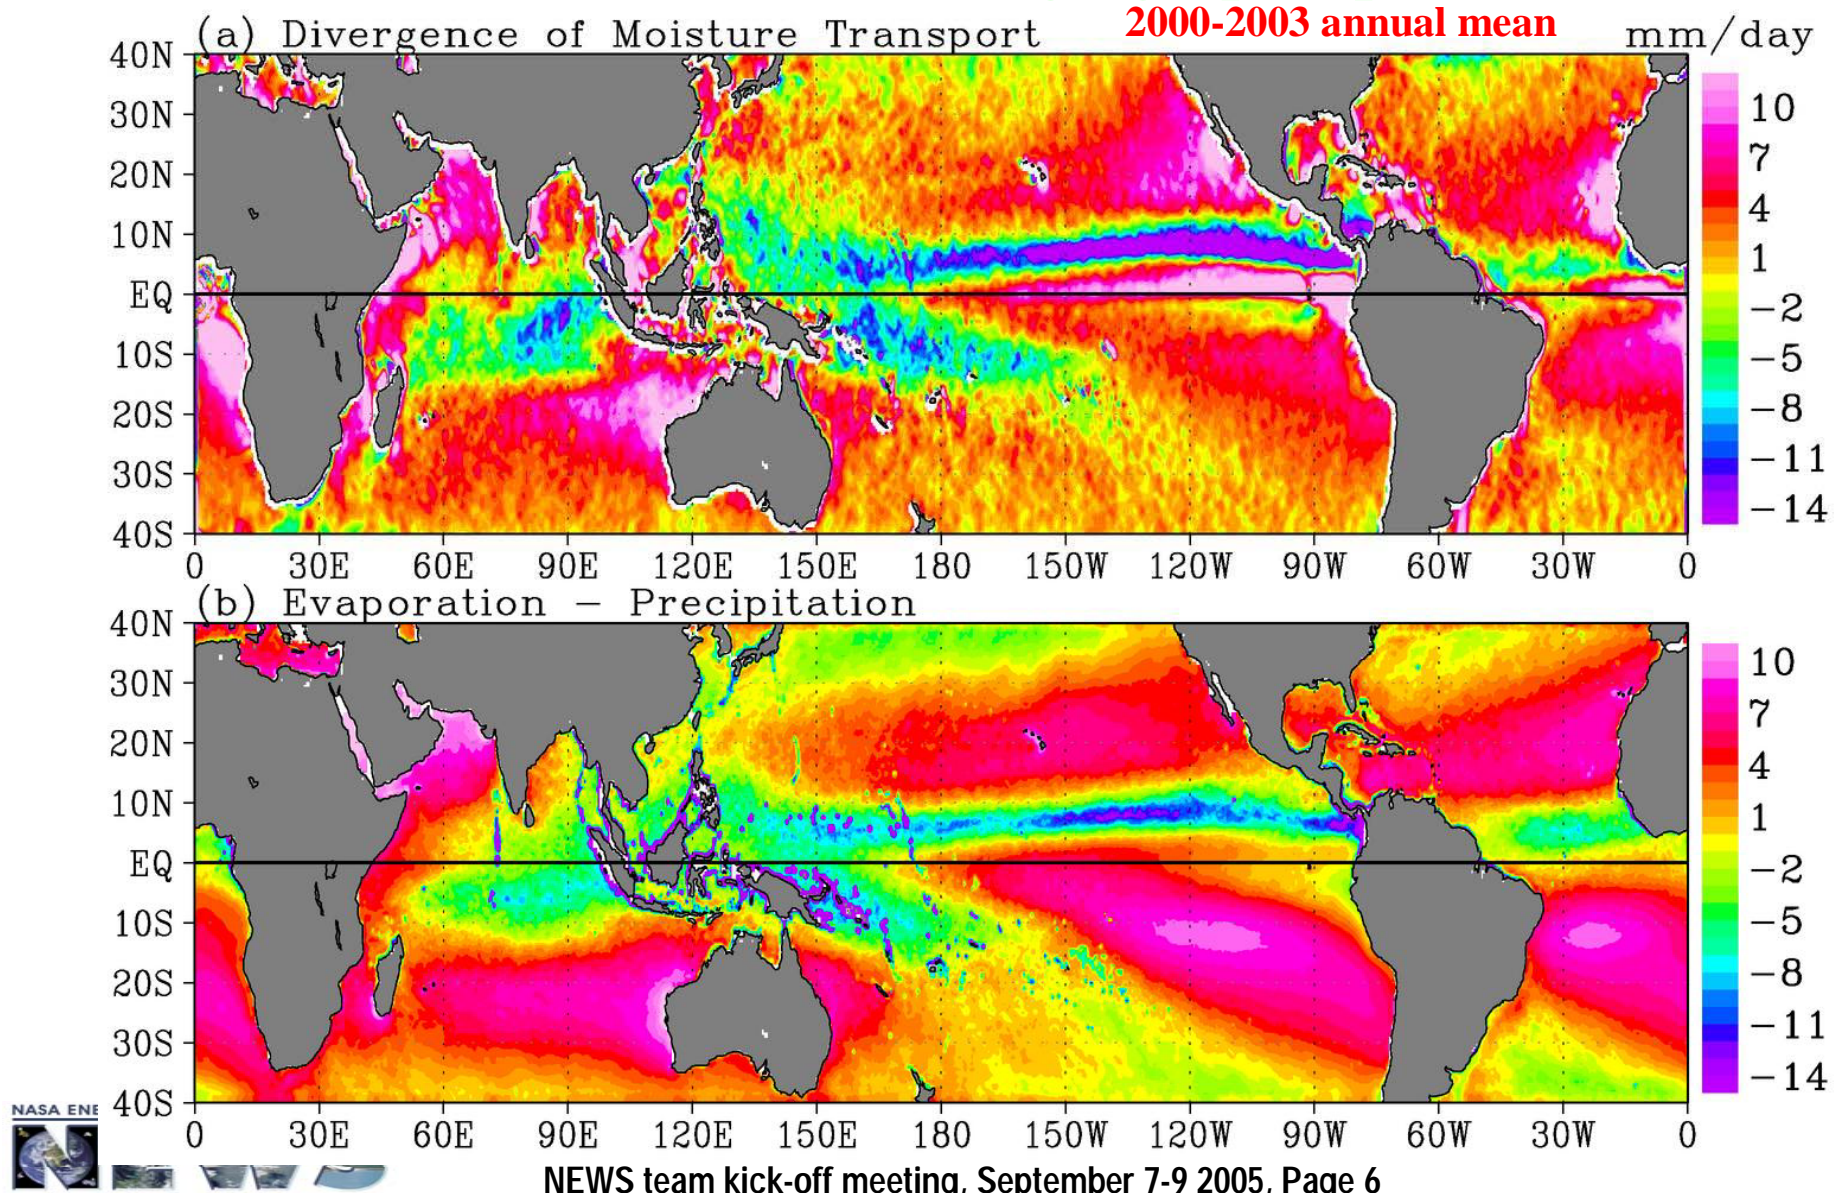 2000-2003 annual mean
(a) Divergence of Moisture Transport
mm/day
40N
30N
20N
10N
EQ
10S
20S
30S
40S
0 30E 60E 90E 120E 150E 180 150W 120W 90W 60W 30W 0
10
7
4
1
−2
−5
−8
−11
−14
(b) Evaporation − Precipitation
40N
30N
20N
10N
EQ
10S
20S
30S
40S
0 30E 60E 90E 120E 150E 180 150W 120W 90W 60W 30W 0
10
7
4
1
−2
−5
−8
−11
−14
NASA ENE
NEWS
NEWS team kick-off meeting, September 7-9 2005, Page 6